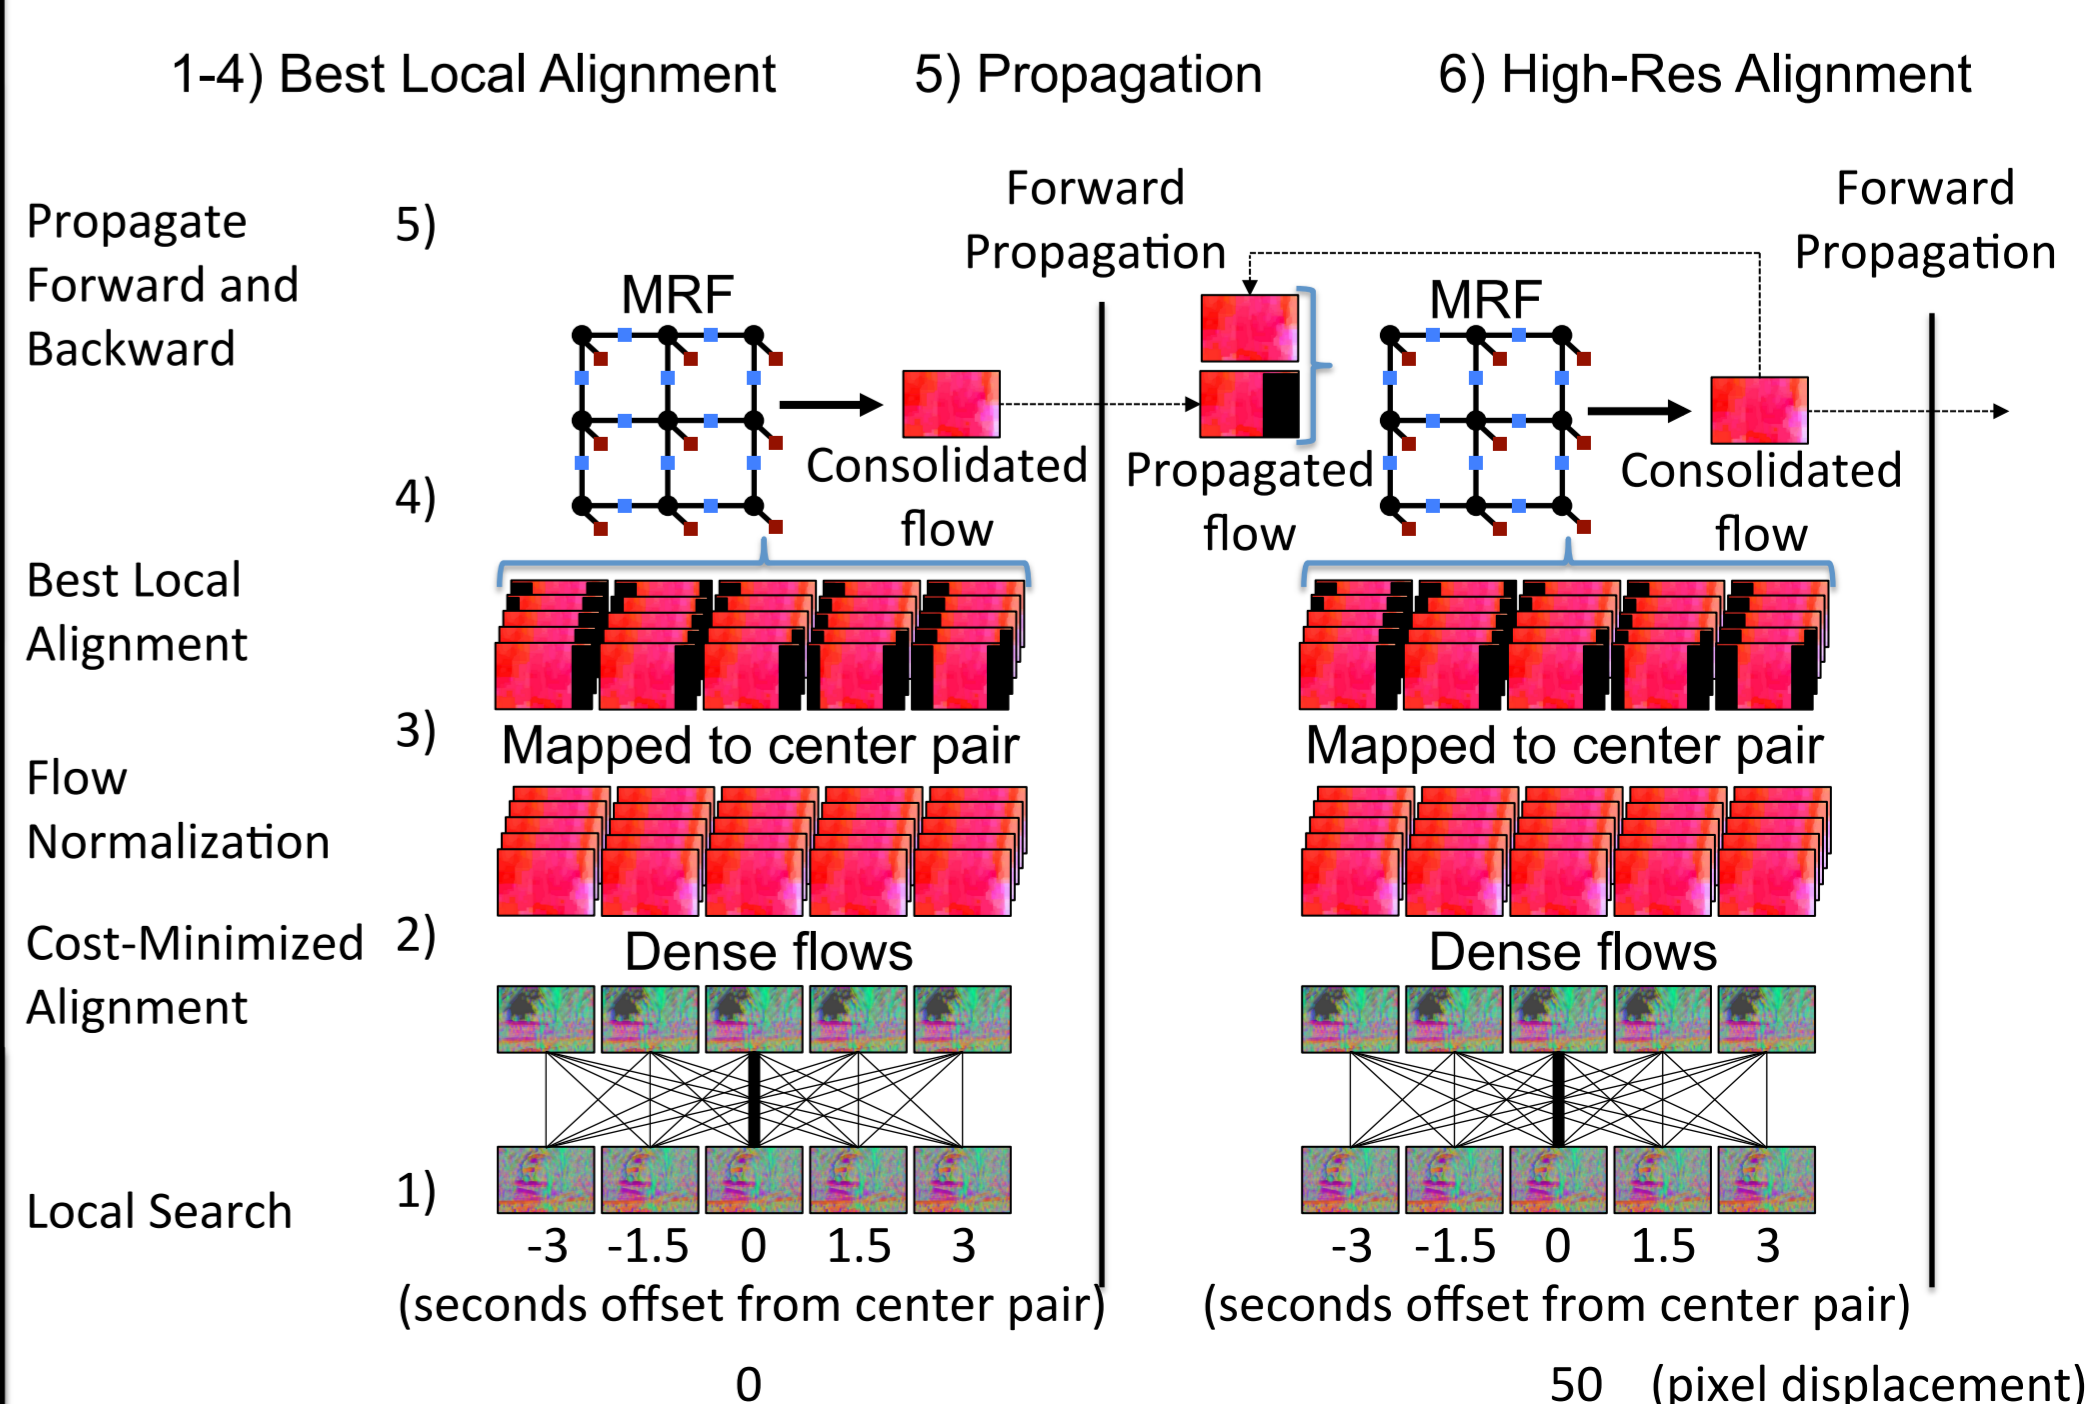 1-4) Best Local Alignment
5) Propagation
6) High-Res Alignment
Propagate
Forward and
Backward
5)
MRF
Forward
Propagation
MRF
Forward
Propagation
4)
Consolidated
flow
Propagated
flow
Consolidated
flow
Best Local
Alignment
3)
Mapped to center pair
Mapped to center pair
Flow
Normalization
Cost-Minimized
Alignment
2)
Dense flows
Dense flows
Local Search
1)
-3 -1.5 0 1.5 3
(seconds offset from center pair)
-3 -1.5 0 1.5 3
(seconds offset from center pair)
0
50 (pixel displacement)